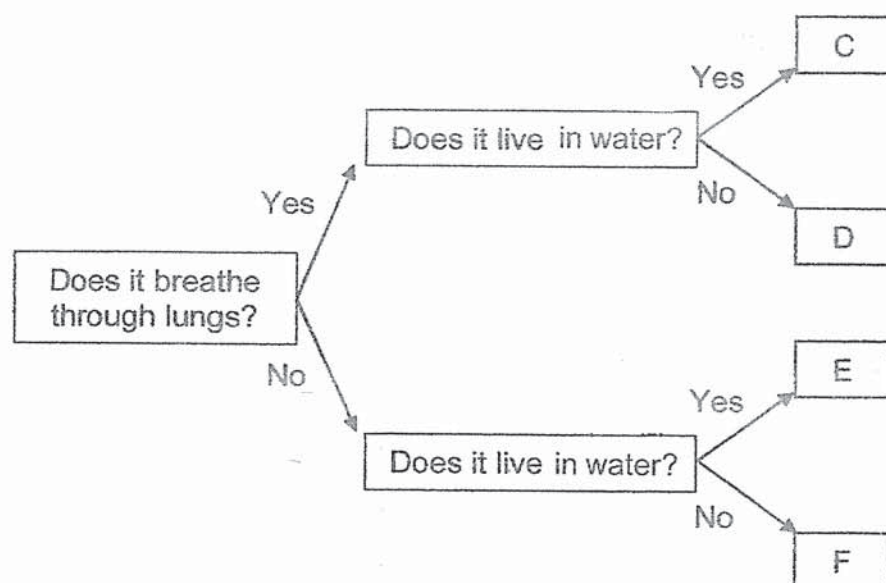 C
Yes
Does it live in water?
No
Yes
D
Does it breathe
through lungs?
No
E
Yes
Does it live in water?
No
F